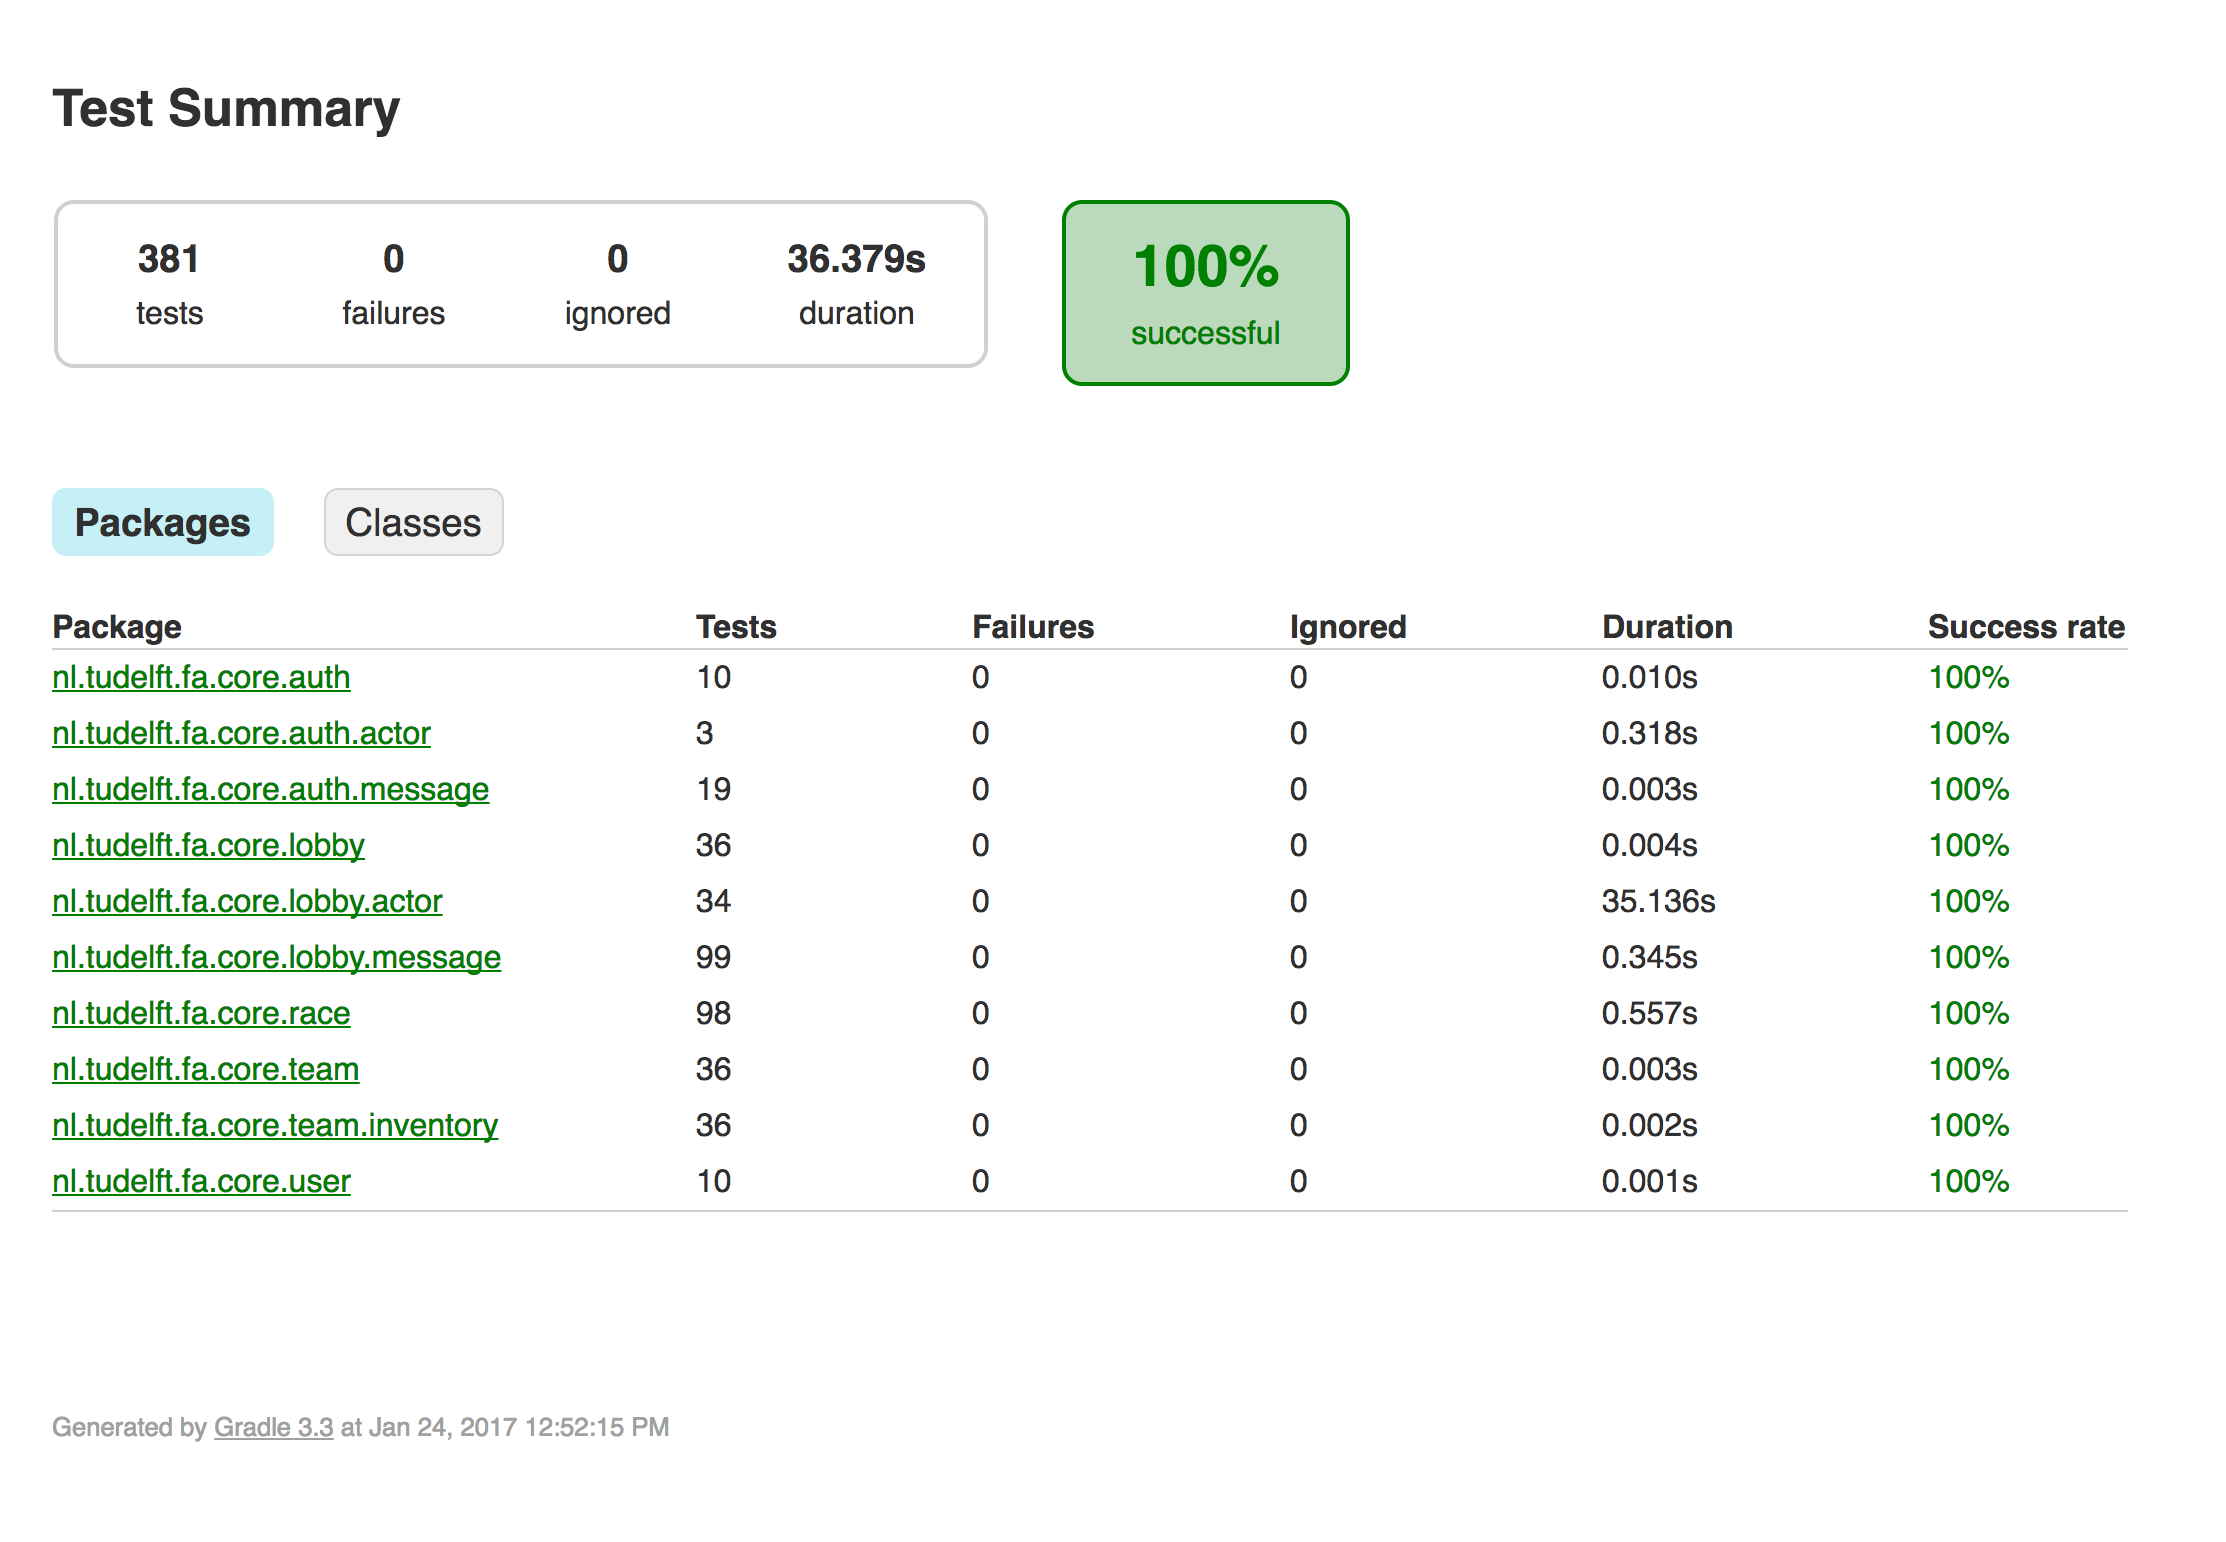 Test Summary
381 0 0 36.379s
tests failures ignored duration
100%
successful
Packages Classes
Package Tests Failures Ignored Duration Success rate
nl.tudelft.fa.core.auth 10 0 0 0.010s 100%
nl.tudelft.fa.core.auth.actor 3 0 0 0.318s 100%
nl.tudelft.fa.core.auth.message 19 0 0 0.003s 100%
nl.tudelft.fa.core.lobby 36 0 0 0.004s 100%
nl.tudelft.fa.core.lobby.actor 34 0 0 35.136s 100%
nl.tudelft.fa.core.lobby.message 99 0 0 0.345s 100%
nl.tudelft.fa.core.race 98 0 0 0.557s 100%
nl.tudelft.fa.core.team 36 0 0 0.003s 100%
nl.tudelft.fa.core.team.inventory 36 0 0 0.002s 100%
nl.tudelft.fa.core.user 10 0 0 0.001s 100%
Generated by Gradle 3.3 at Jan 24, 2017 12:52:15 PM